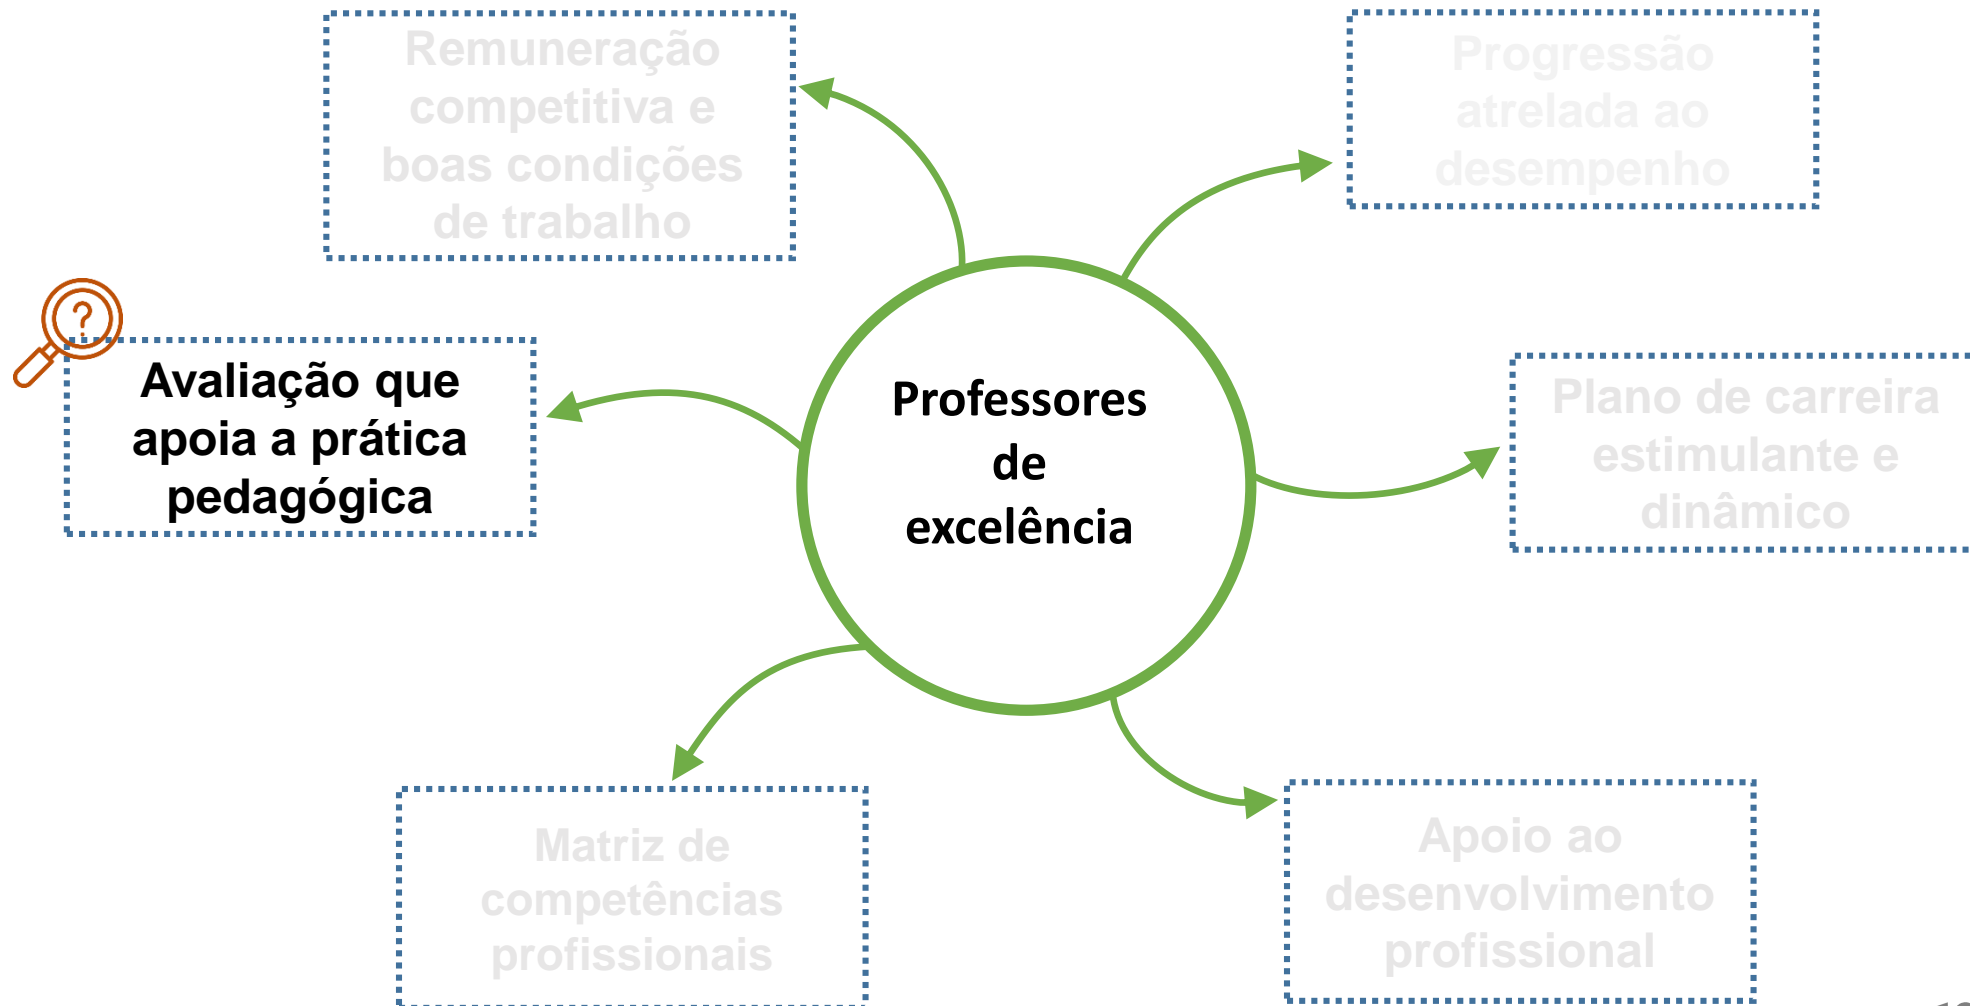 Remuneração
competitiva e
boas condições
de trabalho
Progressão
atrelada ao
desempenho
?
Avaliação que
apoia a prática
pedagógica
Professores
de
excelência
Plano de carreira
estimulante e
dinâmico
Matriz de
competências
profissionais
Apoio ao
desenvolvimento
profissional